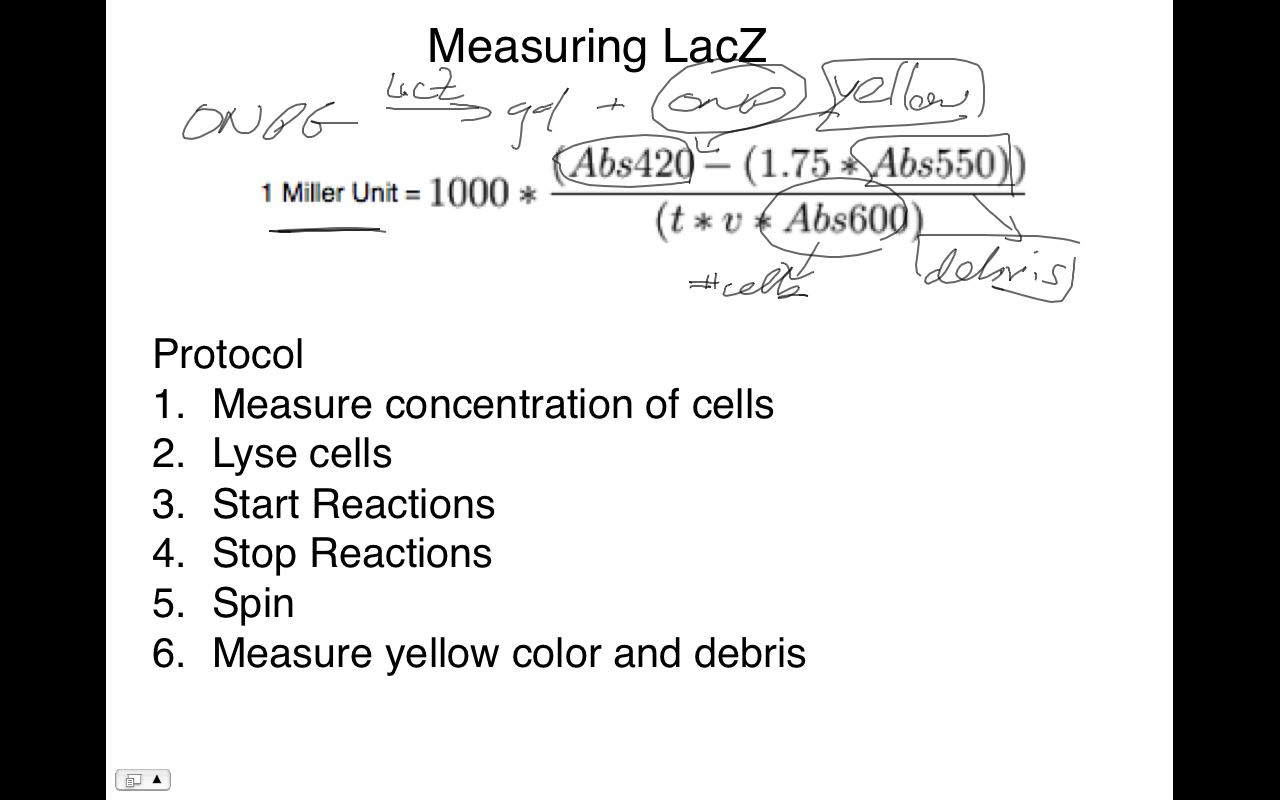 Measuring LacZ
ONPG LacZ gal + ONP yellow
1 Miller Unit = 1000 * (Abs420 − (1.75 * Abs550)) / (t * v * Abs600)
#cells debris
Protocol
1. Measure concentration of cells
2. Lyse cells
3. Start Reactions
4. Stop Reactions
5. Spin
6. Measure yellow color and debris